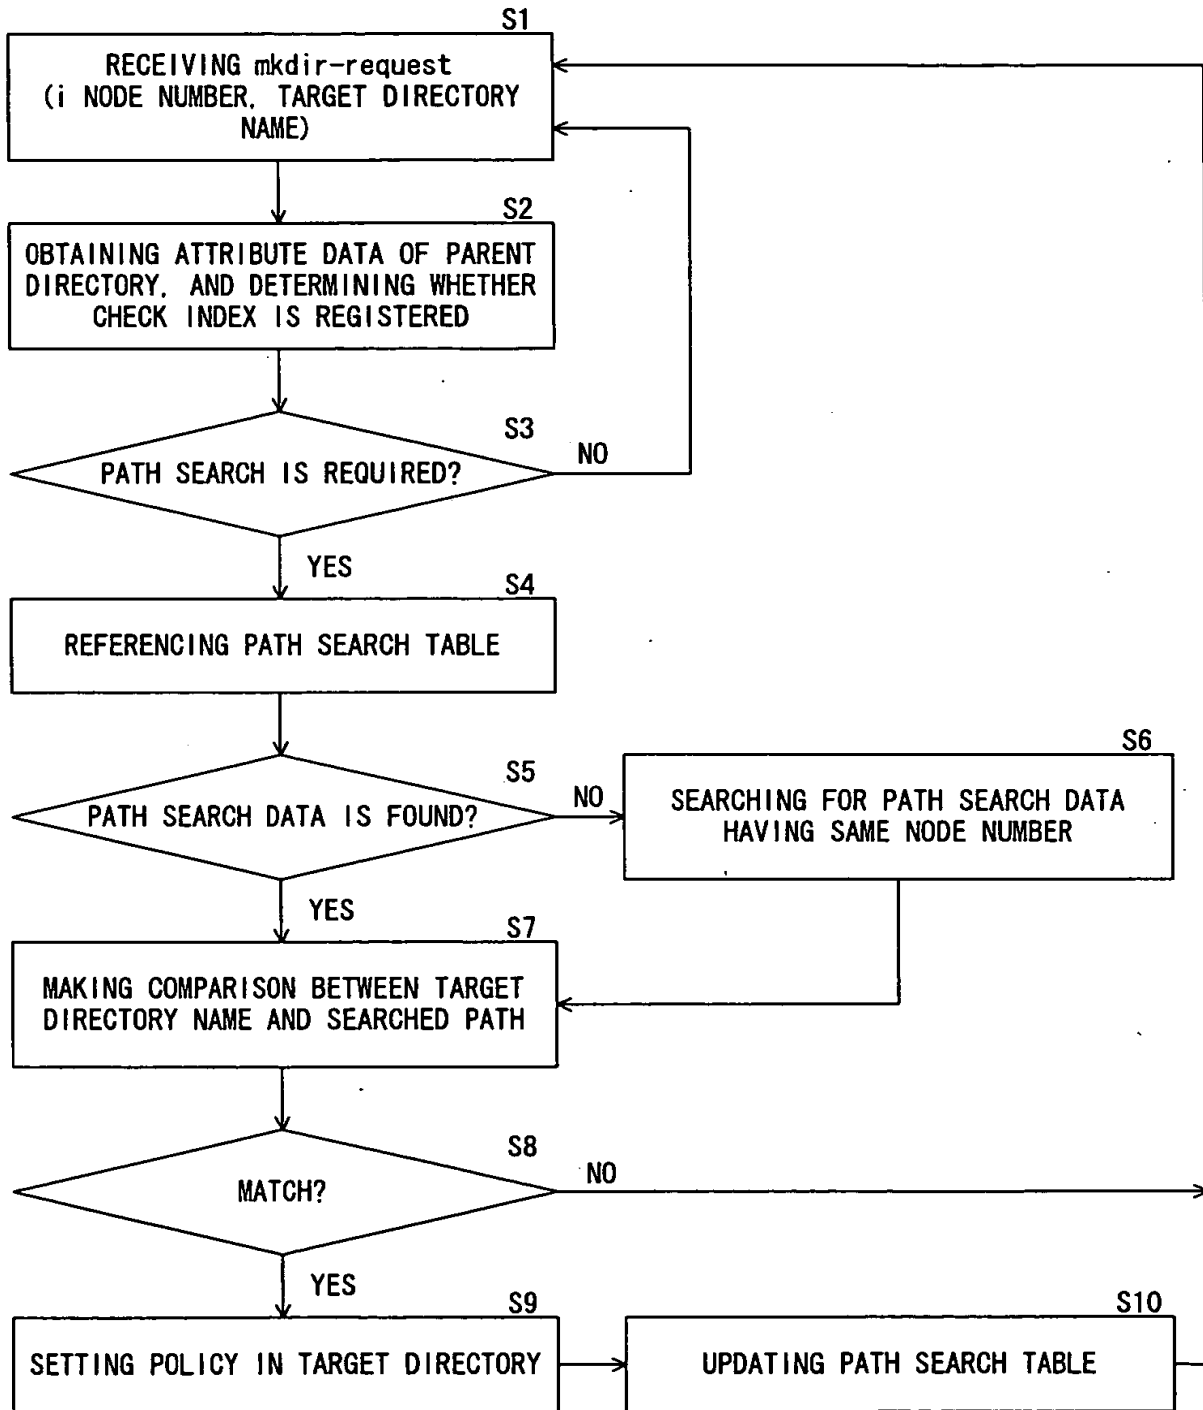 S1
RECEIVING mkdir-request
(i NODE NUMBER, TARGET DIRECTORY
NAME)
S2
OBTAINING ATTRIBUTE DATA OF PARENT
DIRECTORY, AND DETERMINING WHETHER
CHECK INDEX IS REGISTERED
S3
PATH SEARCH IS REQUIRED?
NO
YES
S4
REFERENCING PATH SEARCH TABLE
S5
PATH SEARCH DATA IS FOUND?
NO
S6
SEARCHING FOR PATH SEARCH DATA
HAVING SAME NODE NUMBER
YES
S7
MAKING COMPARISON BETWEEN TARGET
DIRECTORY NAME AND SEARCHED PATH
S8
MATCH?
NO
YES
S9
SETTING POLICY IN TARGET DIRECTORY
S10
UPDATING PATH SEARCH TABLE